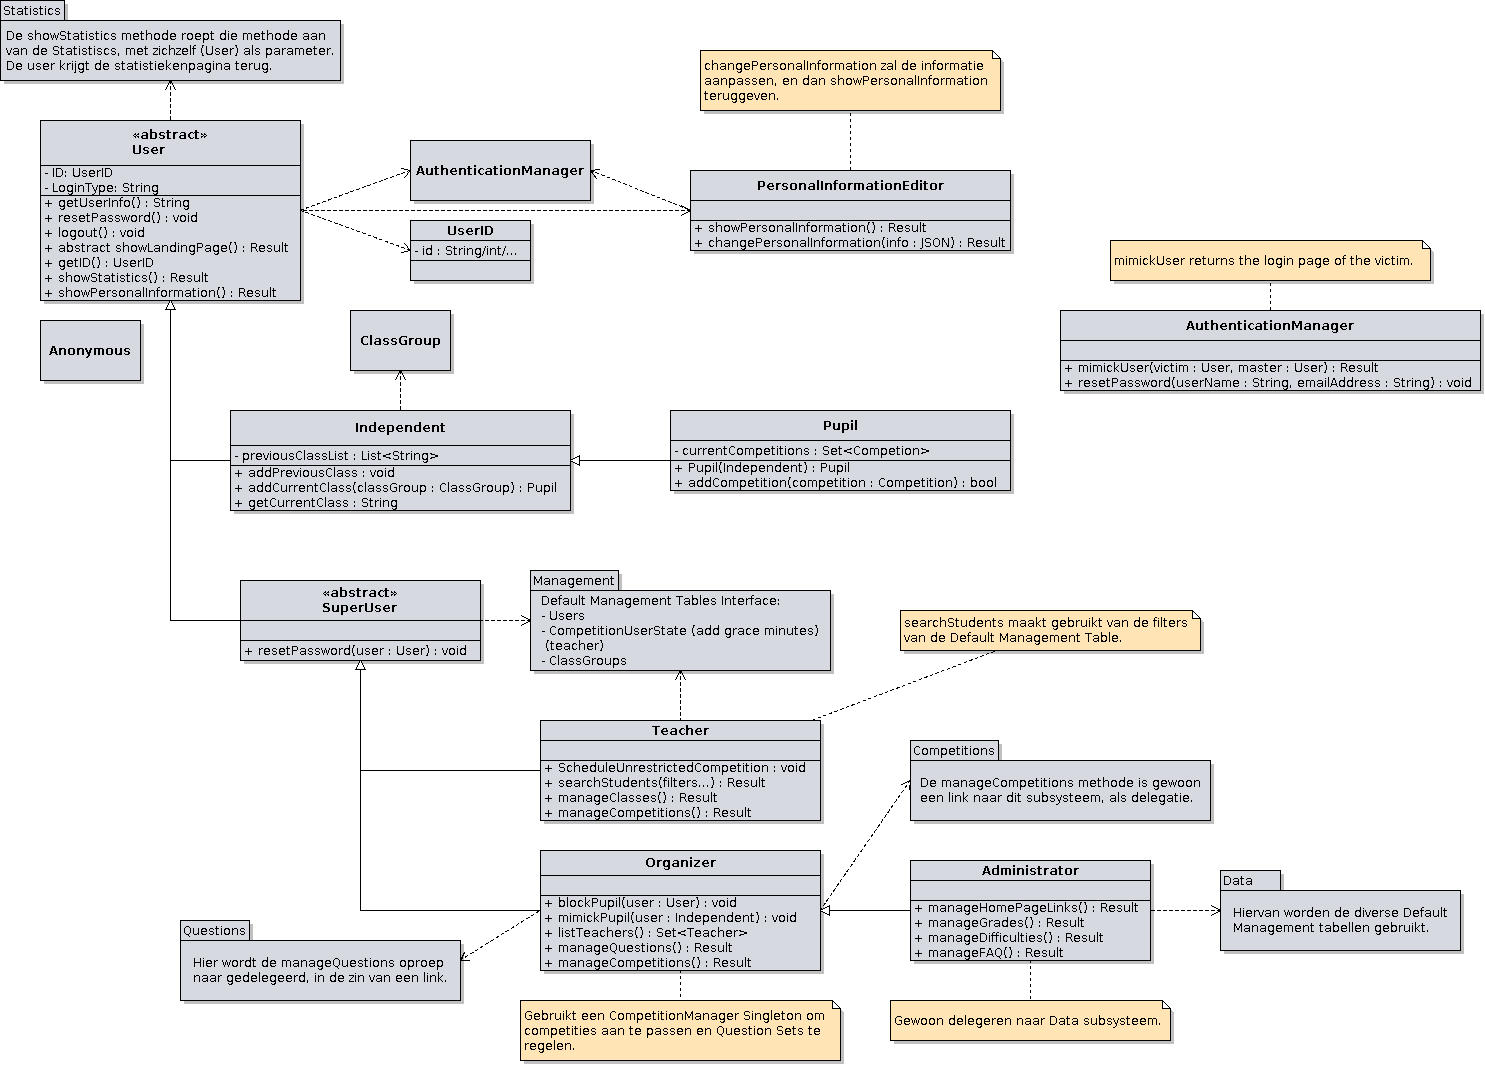 Statistics
De showStatistics methode roept die methode aan
van de Statistiscs, met zichzelf (User) als parameter.
De user krijgt de statistiekenpagina terug.
«abstract»
User
- ID: UserID
- LoginType: String
+ getUserInfo() : String
+ resetPassword() : void
+ logout() : void
+ abstract showLandingPage() : Result
+ getID() : UserID
+ showStatistics() : Result
+ showPersonalInformation() : Result
AuthenticationManager
UserID
- id : String/int/...
changePersonalInformation zal de informatie
aanpassen, en dan showPersonalInformation
teruggeven.
PersonalInformationEditor
+ showPersonalInformation() : Result
+ changePersonalInformation(info : JSON) : Result
mimickUser returns the login page of the victim.
AuthenticationManager
+ mimickUser(victim : User, master : User) : Result
+ resetPassword(userName : String, emailAddress : String) : void
Anonymous
ClassGroup
Independent
- previousClassList : List<String>
+ addPreviousClass : void
+ addCurrentClass(classGroup : ClassGroup) : Pupil
+ getCurrentClass : String
Pupil
- currentCompetitions : Set<Competion>
+ Pupil(Independent) : Pupil
+ addCompetition(competition : Competition) : bool
«abstract»
SuperUser
+ resetPassword(user : User) : void
Management
Default Management Tables Interface:
- Users
- CompetitionUserState (add grace minutes)
(teacher)
- ClassGroups
searchStudents maakt gebruikt van de filters
van de Default Management Table.
Teacher
+ ScheduleUnrestrictedCompetition : void
+ searchStudents(filters...) : Result
+ manageClasses() : Result
+ manageCompetitions() : Result
Competitions
De manageCompetitions methode is gewoon
een link naar dit subsysteem, als delegatie.
Organizer
+ blockPupil(user : User) : void
+ mimickPupil(user : Independent) : void
+ listTeachers() : Set<Teacher>
+ manageQuestions() : Result
+ manageCompetitions() : Result
Administrator
+ manageHomePageLinks() : Result
+ manageGrades() : Result
+ manageDifficulties() : Result
+ manageFAQ() : Result
Data
Hiervan worden de diverse Default
Management tabellen gebruikt.
Questions
Hier wordt de manageQuestions oproep
naar gedelegeerd, in de zin van een link.
Gebruikt een CompetitionManager Singleton om
competities aan te passen en Question Sets te
regelen.
Gewoon delegeren naar Data subsysteem.